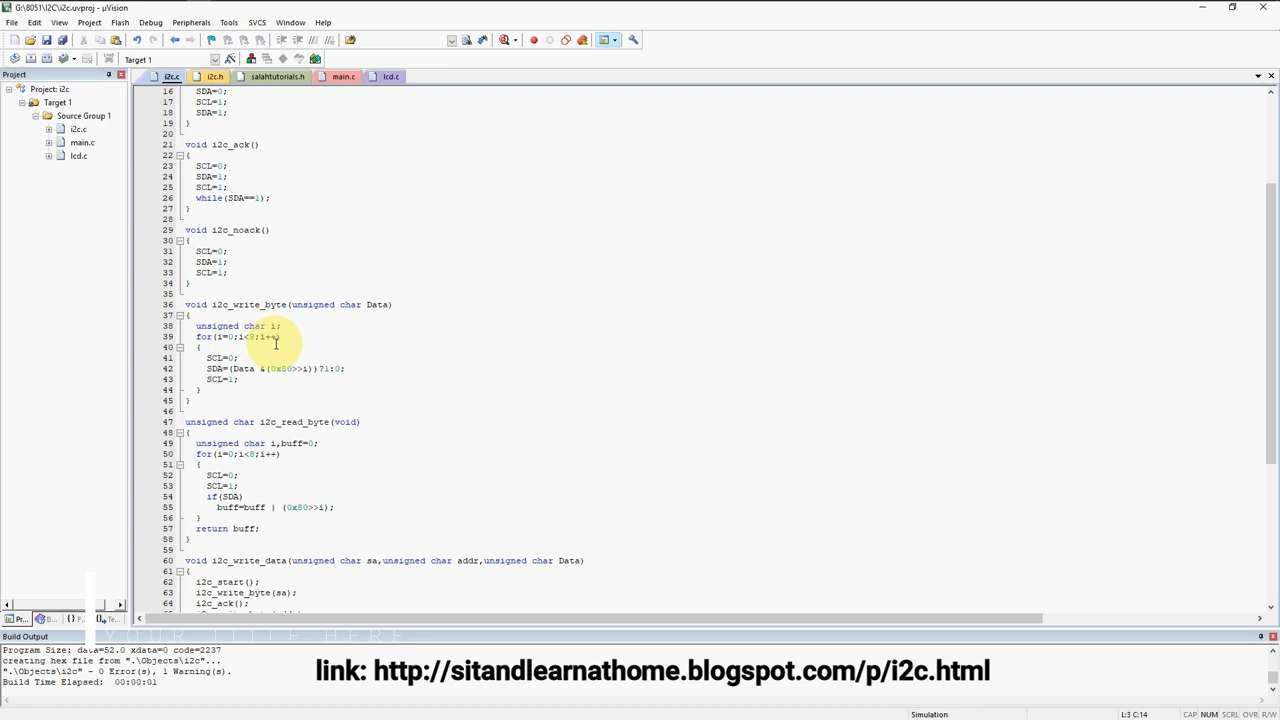 G:\8051\I2C\i2c.uvproj - µVision
File Edit View Project Flash Debug Peripherals Tools SVCS Window Help
Target 1
Project
i2c.c i2c.h salahtutorials.h main.c lcd.c
Project: i2c
Target 1
Source Group 1
i2c.c
main.c
lcd.c
16 SDA=0;
17 SCL=1;
18 SDA=1;
19 }
20
21 void i2c_ack()
22 {
23 SCL=0;
24 SDA=1;
25 SCL=1;
26 while(SDA==1);
27 }
28
29 void i2c_noack()
30 {
31 SCL=0;
32 SDA=1;
33 SCL=1;
34 }
35
36 void i2c_write_byte(unsigned char Data)
37 {
38 unsigned char i;
39 for(i=0;i<8;i++)
40 {
41 SCL=0;
42 SDA=(Data &(0x80>>i))?1:0;
43 SCL=1;
44 }
45 }
46
47 unsigned char i2c_read_byte(void)
48 {
49 unsigned char i,buff=0;
50 for(i=0;i<8;i++)
51 {
52 SCL=0;
53 SCL=1;
54 if(SDA)
55 buff=buff | (0x80>>i);
56 }
57 return buff;
58 }
59
60 void i2c_write_data(unsigned char sa,unsigned char addr,unsigned char Data)
61 {
62 i2c_start();
63 i2c_write_byte(sa);
64 i2c_ack();
Pr... B... {} F... Te...
YOUR TITLE HERE
Build Output
Program Size: data=52.0 xdata=0 code=2237
creating hex file from ".\Objects\i2c"...
".\Objects\i2c" - 0 Error(s), 1 Warning(s).
Build Time Elapsed: 00:00:01
link: http://sitandlearnathome.blogspot.com/p/i2c.html
Simulation L:3 C:14 CAP NUM SCRL OVR R/W